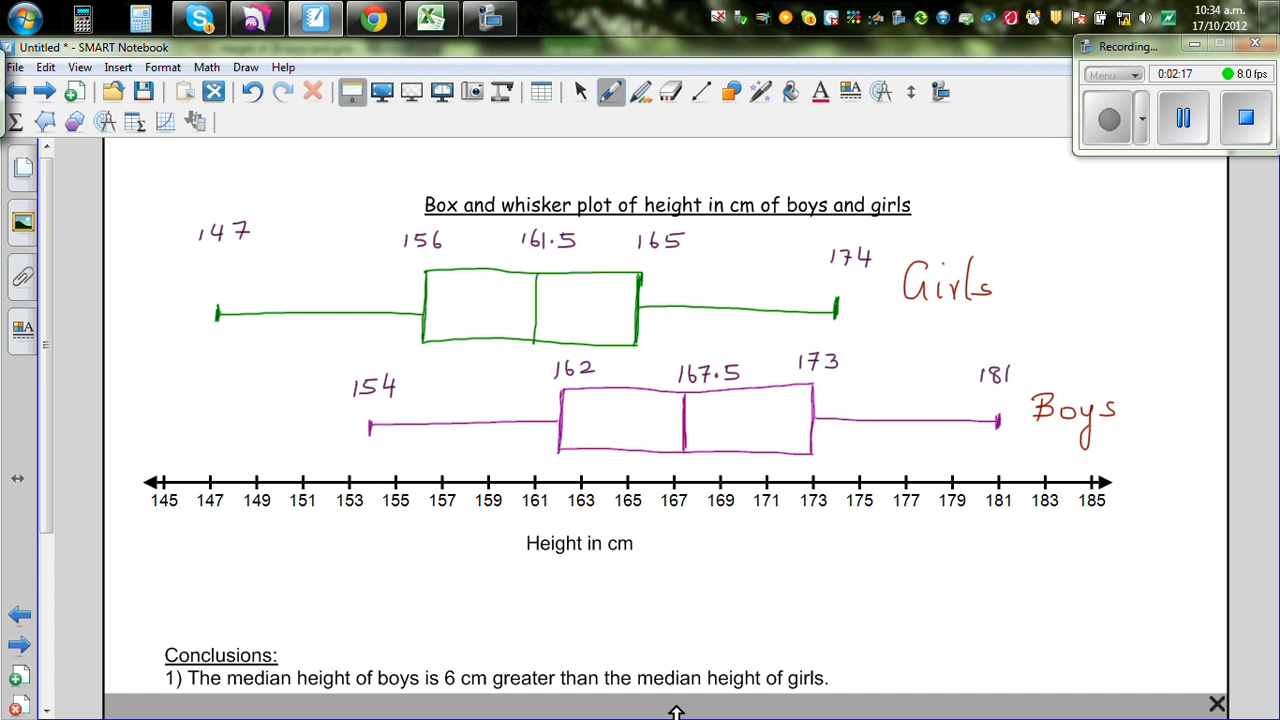 10:34 a.m.
17/10/2012
Untitled * - SMART Notebook
Recording...
File Edit View Insert Format Math Draw Help
Menu 0:02:17 8.0 fps
Box and whisker plot of height in cm of boys and girls
147 156 161.5 165 174 Girls
154 162 167.5 173 181 Boys
145 147 149 151 153 155 157 159 161 163 165 167 169 171 173 175 177 179 181 183 185
Height in cm
Conclusions:
1) The median height of boys is 6 cm greater than the median height of girls.